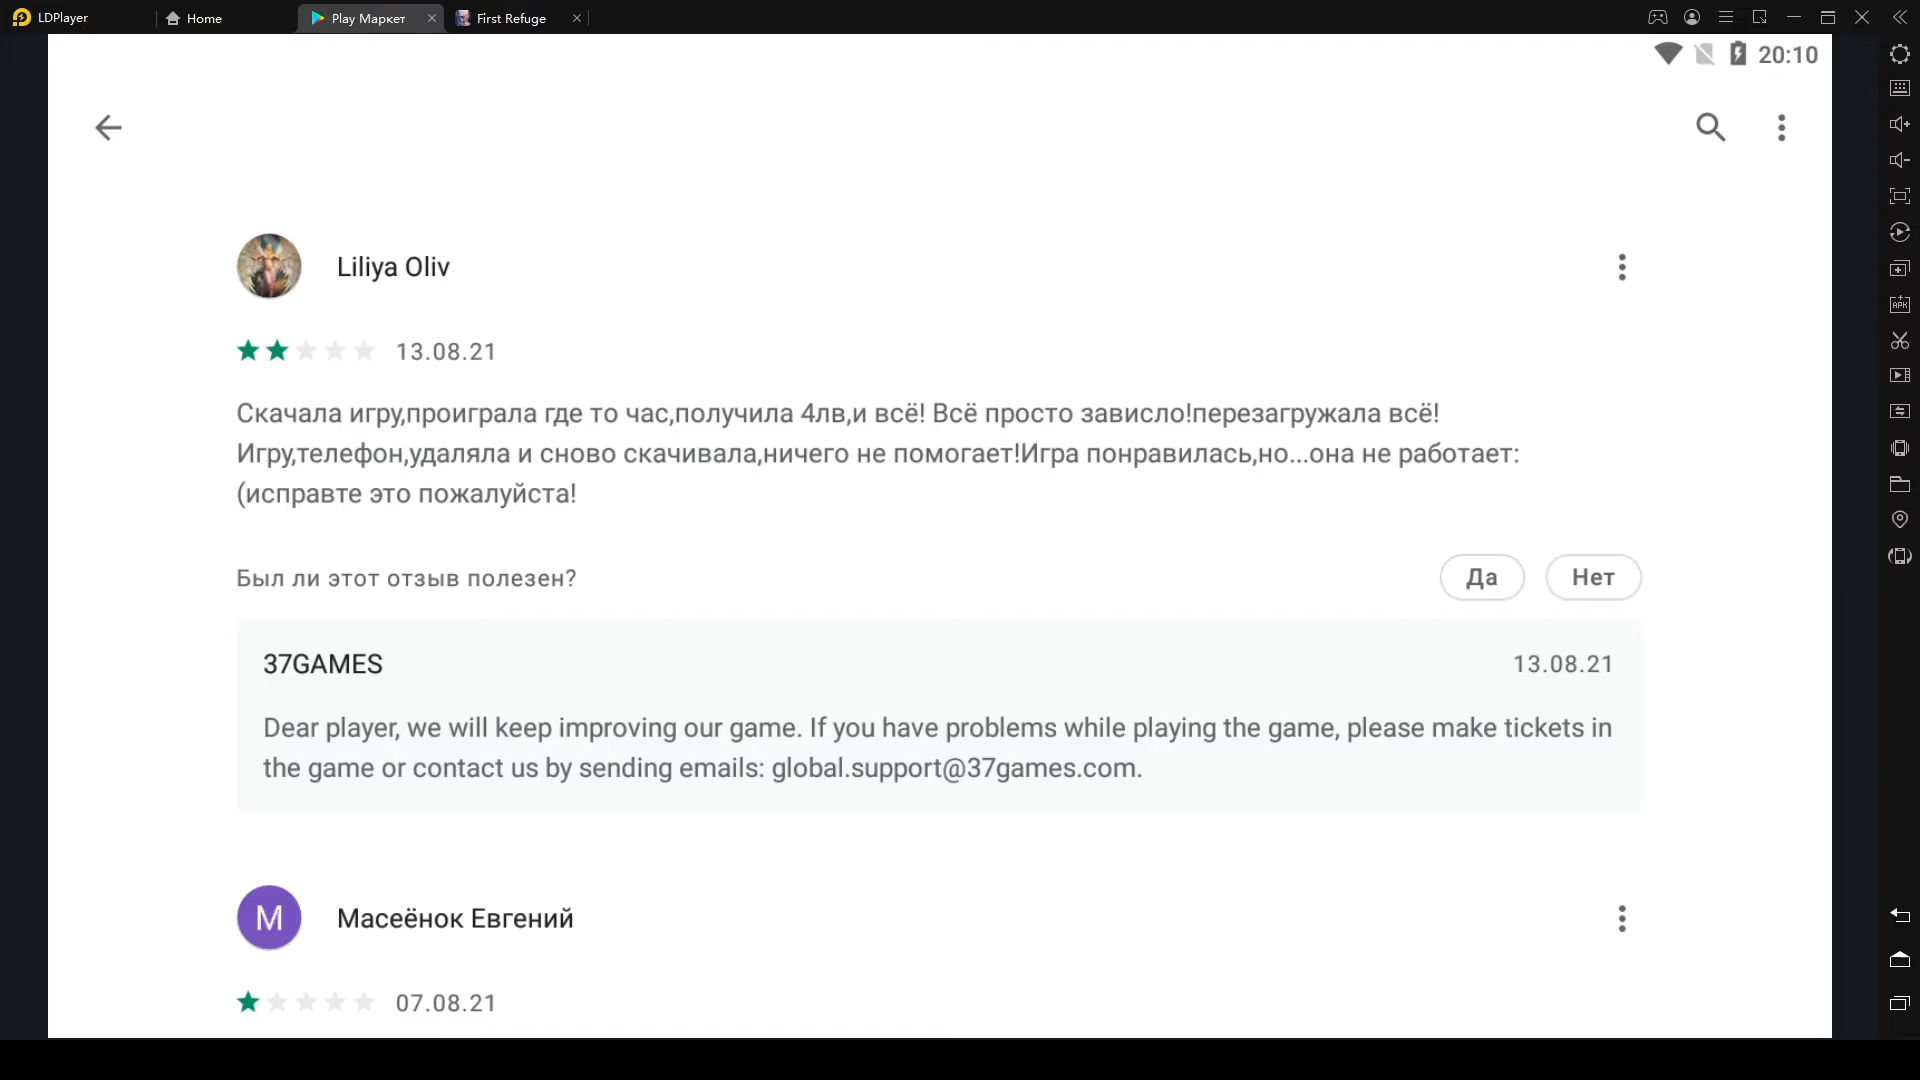 LDPlayer
Home
Play Маркет
First Refuge
20:10
Liliya Oliv
13.08.21
Скачала игру,проиграла где то час,получила 4лв,и всё! Всё просто зависло!перезагружала всё!
Игру,телефон,удаляла и сново скачивала,ничего не помогает!Игра понравилась,но...она не работает:
(исправте это пожалуйста!
Был ли этот отзыв полезен?
Да
Нет
37GAMES
13.08.21
Dear player, we will keep improving our game. If you have problems while playing the game, please make tickets in
the game or contact us by sending emails: global.support@37games.com.
М
Масеёнок Евгений
07.08.21
APK